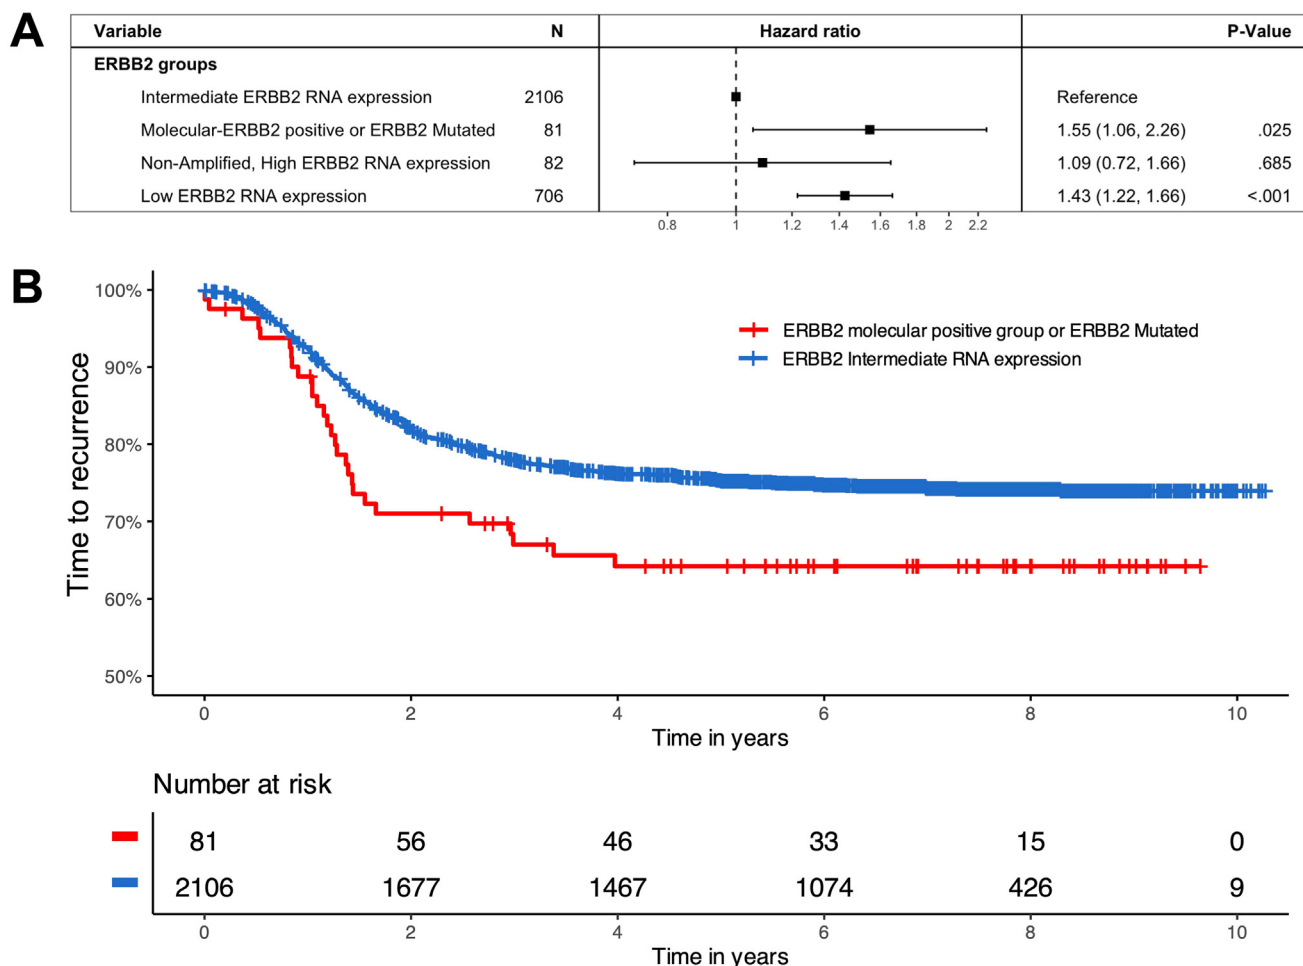 A
Variable N Hazard ratio P-Value
ERBB2 groups
Intermediate ERBB2 RNA expression 2106 Reference
Molecular-ERBB2 positive or ERBB2 Mutated 81 1.55 (1.06, 2.26) .025
Non-Amplified, High ERBB2 RNA expression 82 1.09 (0.72, 1.66) .685
Low ERBB2 RNA expression 706 1.43 (1.22, 1.66) <.001
0.8 1 1.2 1.4 1.6 1.8 2 2.2
B
Time to recurrence
100%
90%
80%
70%
60%
50%
ERBB2 molecular positive group or ERBB2 Mutated
ERBB2 Intermediate RNA expression
0 2 4 6 8 10
Time in years
Number at risk
81 56 46 33 15 0
2106 1677 1467 1074 426 9
0 2 4 6 8 10
Time in years